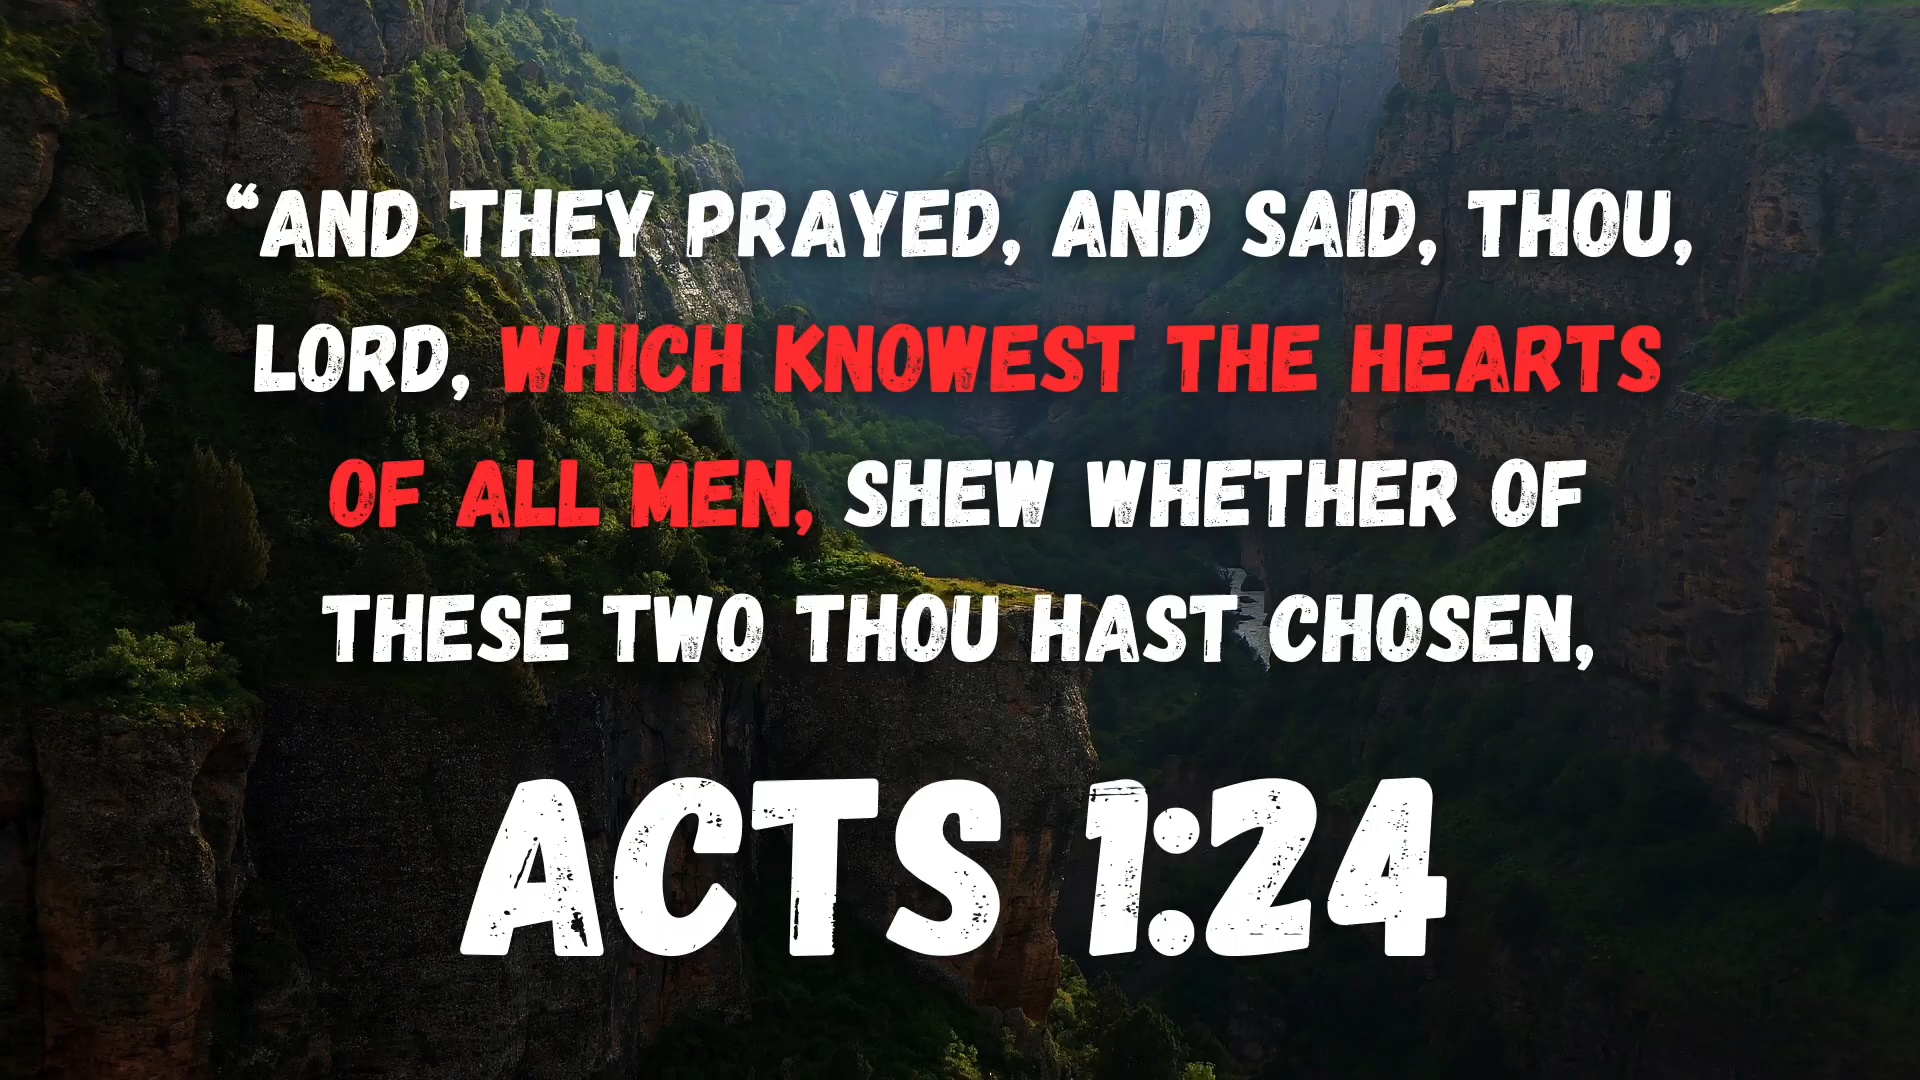 “AND THEY PRAYED, AND SAID, THOU,
LORD, WHICH KNOWEST THE HEARTS
OF ALL MEN, SHEW WHETHER OF
THESE TWO THOU HAST CHOSEN,
ACTS 1:24